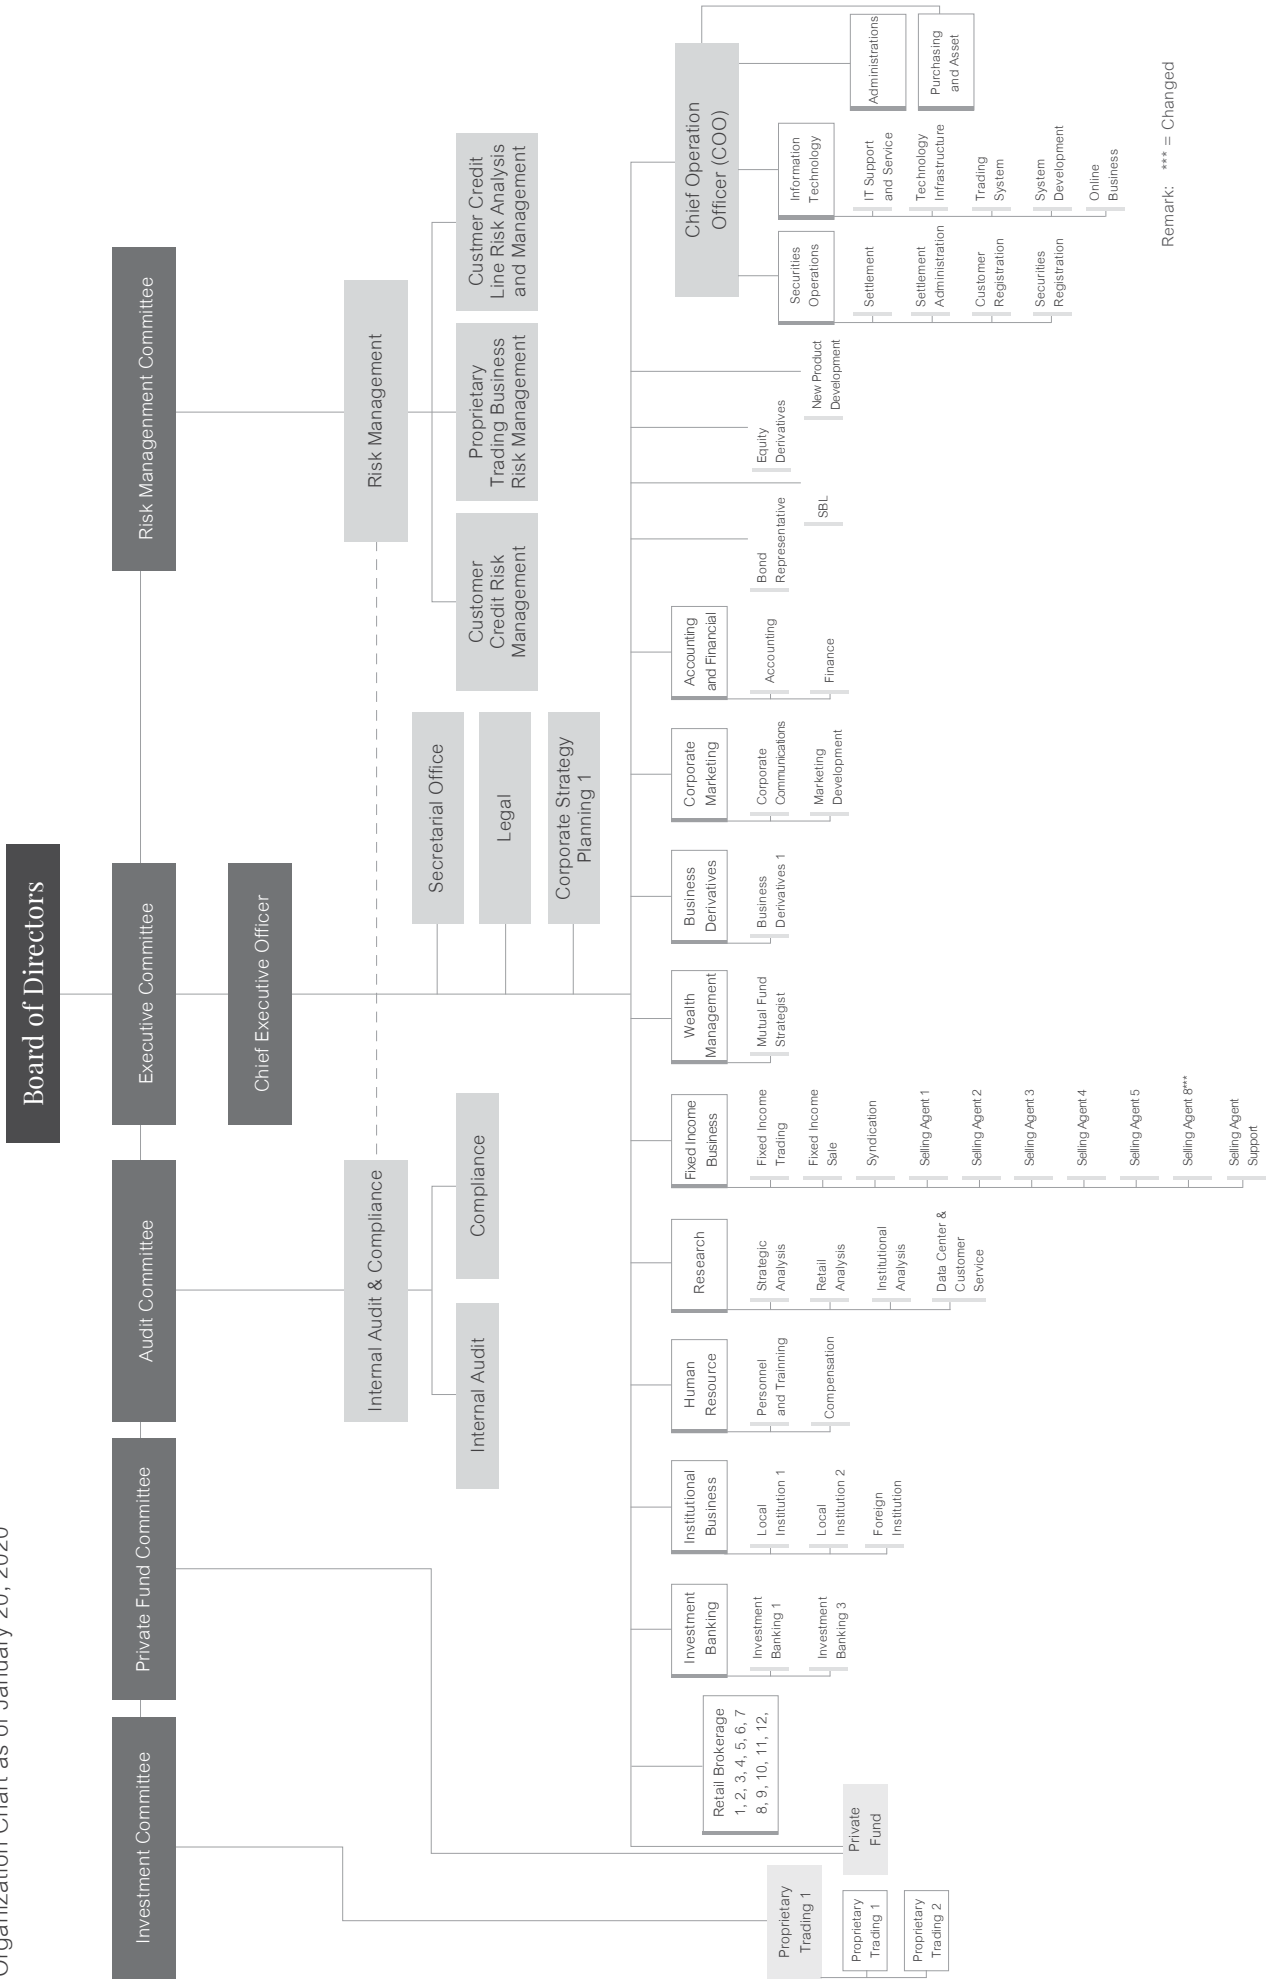 Organization Chart as of January 20, 2020
Board of Directors
Investment Committee
Private Fund Committee
Audit Committee
Executive Committee
Risk Managenment Committee
Chief Executive Officer
Internal Audit & Compliance
Risk Management
Internal Audit
Compliance
Secretarial Office
Legal
Corporate Strategy
Planning 1
Customer
Credit Risk
Management
Proprietary
Trading Business
Risk Management
Custmer Credit
Line Risk Analysis
and Management
Proprietary
Trading 1
Proprietary
Trading 1
Proprietary
Trading 2
Private
Fund
Retail Brokerage
1, 2, 3, 4, 5, 6, 7
8, 9, 10, 11, 12,
Investment
Banking
Investment
Banking 1
Investment
Banking 3
Institutional
Business
Local
Institution 1
Local
Institution 2
Foreign
Institution
Human
Resource
Personnel
and Trainning
Compensation
Research
Strategic
Analysis
Retail
Analysis
Institutional
Analysis
Data Center &
Customer
Service
Fixed Income
Business
Fixed Income
Trading
Fixed Income
Sale
Syndication
Selling Agent 1
Selling Agent 2
Selling Agent 3
Selling Agent 4
Selling Agent 5
Selling Agent 8***
Selling Agent
Support
Wealth
Management
Mutual Fund
Strategist
Business
Derivatives
Business
Derivatives 1
Corporate
Marketing
Corporate
Communications
Marketing
Development
Accounting
and Financial
Accounting
Finance
Bond
Representative
SBL
Equity
Derivatives
New Product
Development
Chief Operation
Officer (COO)
Securities
Operations
Settlement
Settlement
Administration
Customer
Registration
Securities
Registration
Information
Technology
IT Support
and Service
Technology
Infrastructure
Trading
System
System
Development
Online
Business
Administrations
Purchasing
and Asset
Remark: *** = Changed